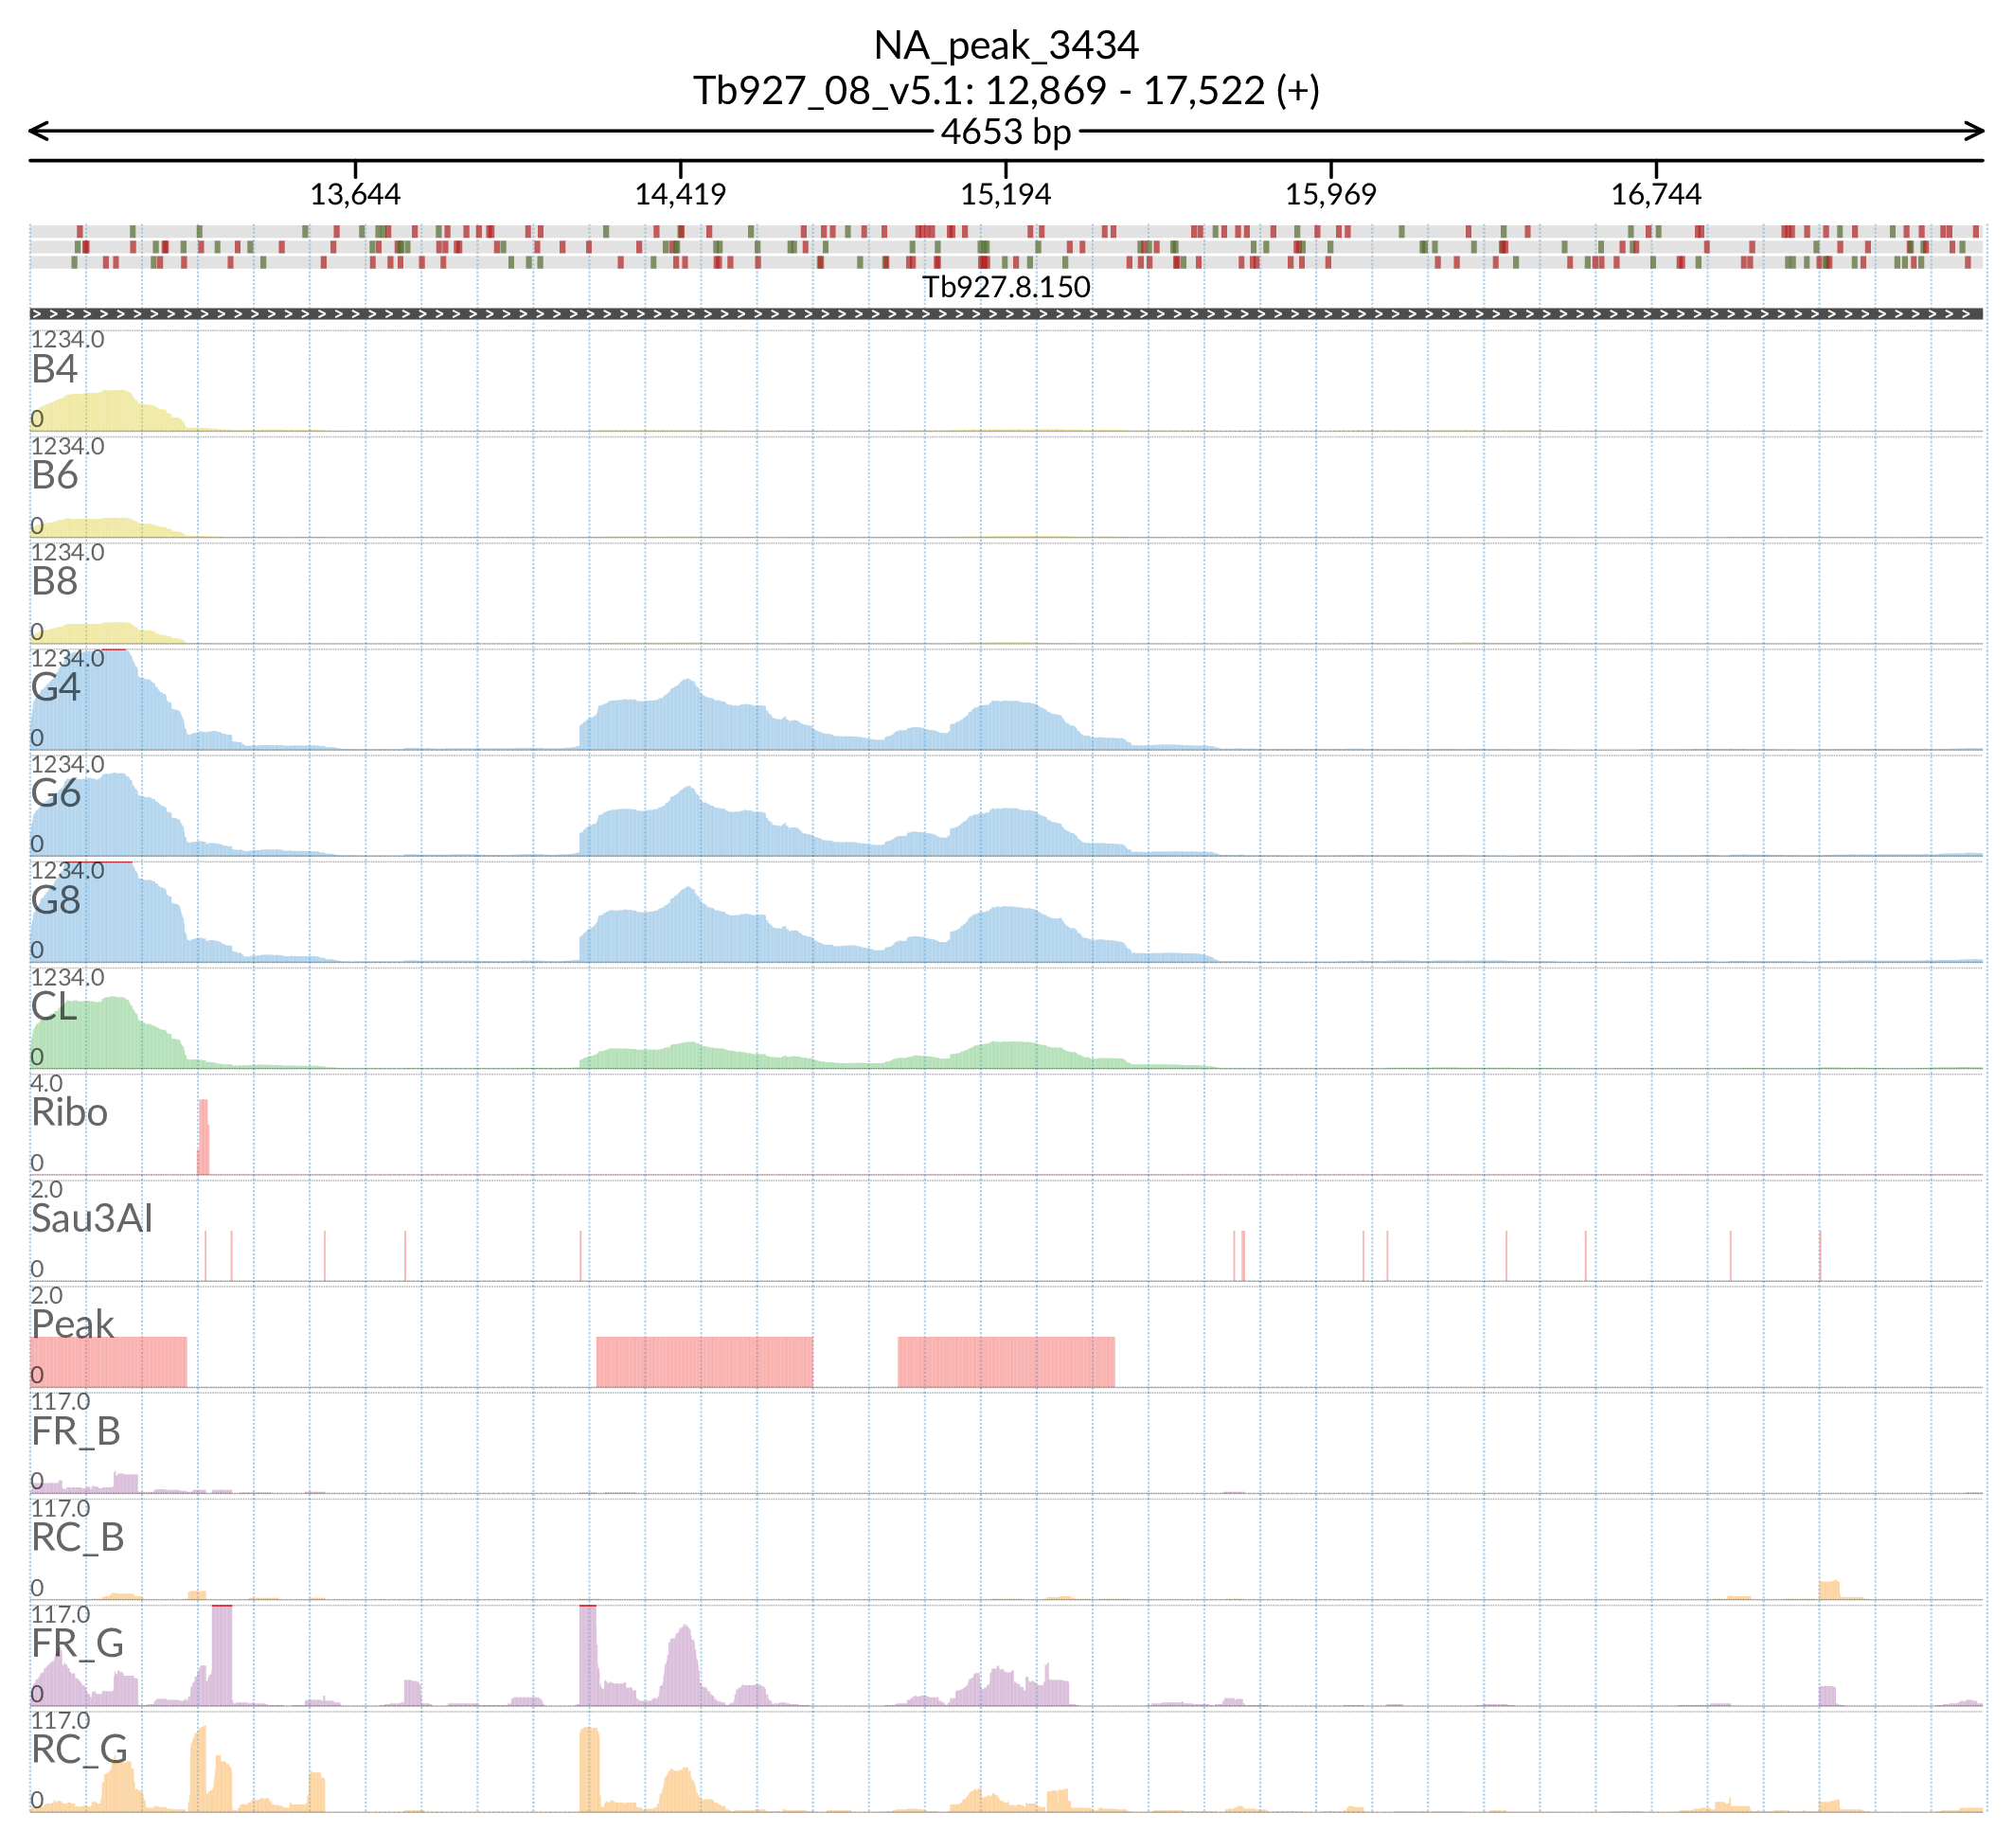 NA_peak_3434
Tb927_08_v5.1: 12,869 - 17,522 (+)
4653 bp
13,644 14,419 15,194 15,969 16,744
Tb927.8.150
1234.0
B4
0
1234.0
B6
0
1234.0
B8
0
1234.0
G4
0
1234.0
G6
0
1234.0
G8
0
1234.0
CL
0
4.0
Ribo
0
2.0
Sau3AI
0
2.0
Peak
0
117.0
FR_B
0
117.0
RC_B
0
117.0
FR_G
0
117.0
RC_G
0